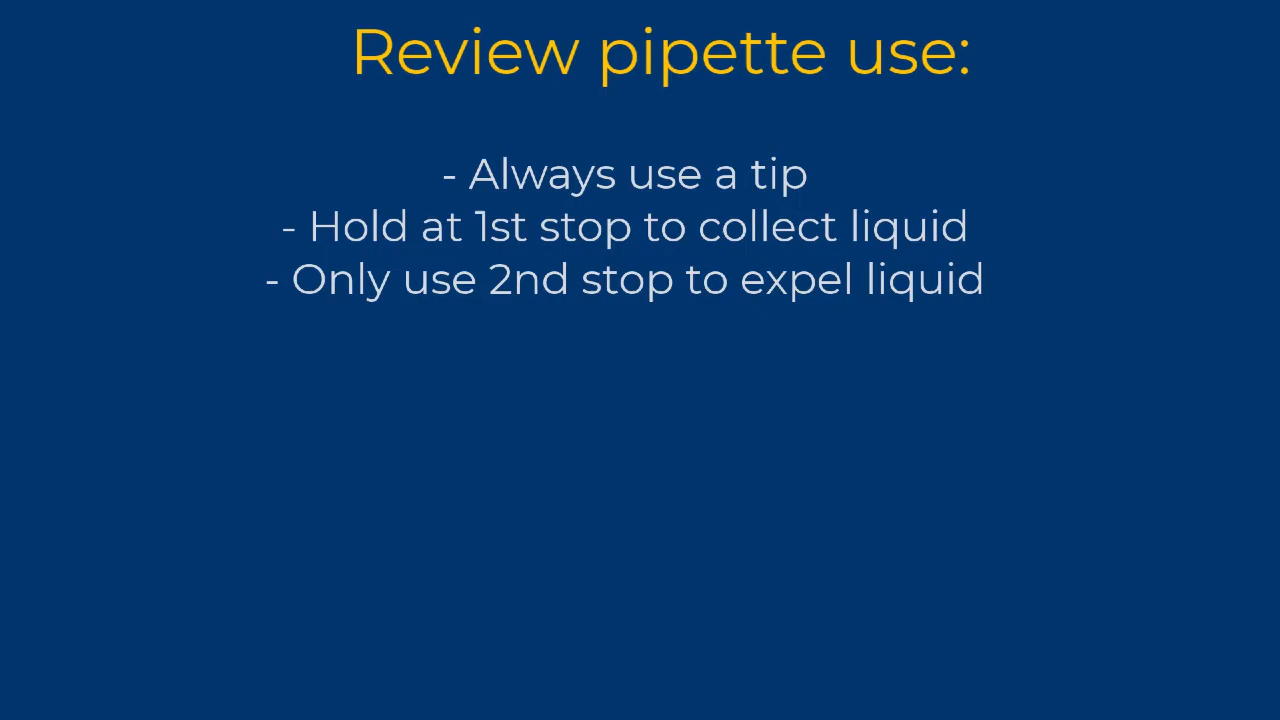 Review pipette use:
- Always use a tip
- Hold at 1st stop to collect liquid
- Only use 2nd stop to expel liquid